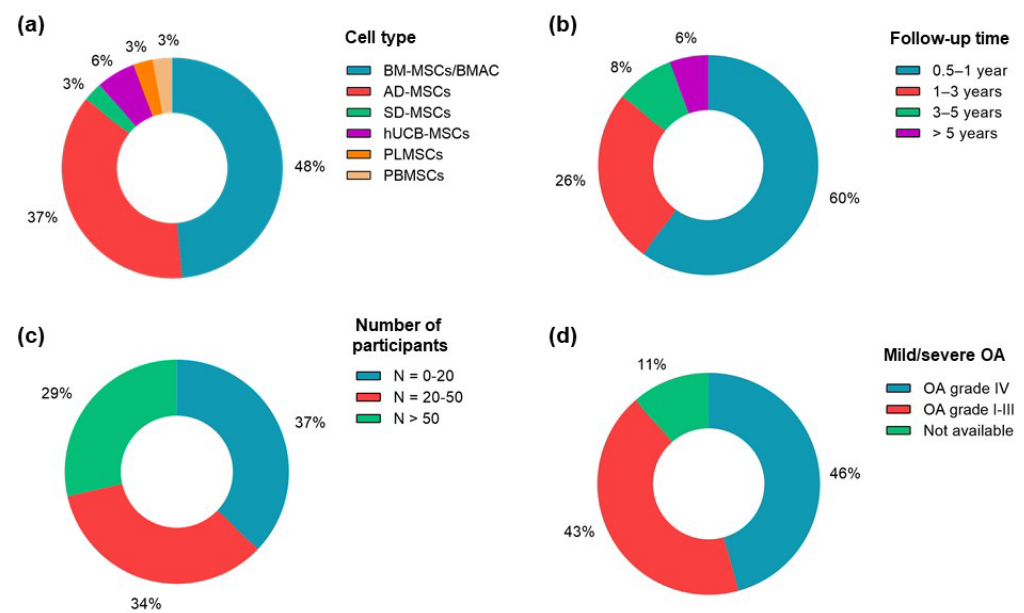 (a)
Cell type
BM-MSCs/BMAC
AD-MSCs
SD-MSCs
hUCB-MSCs
PLMSCs
PBMSCs
3%
3%
6%
3%
37%
48%
(b)
Follow-up time
0.5–1 year
1–3 years
3–5 years
> 5 years
6%
8%
26%
60%
(c)
Number of
participants
N = 0-20
N = 20-50
N > 50
29%
37%
34%
(d)
Mild/severe OA
OA grade IV
OA grade I-III
Not available
11%
46%
43%